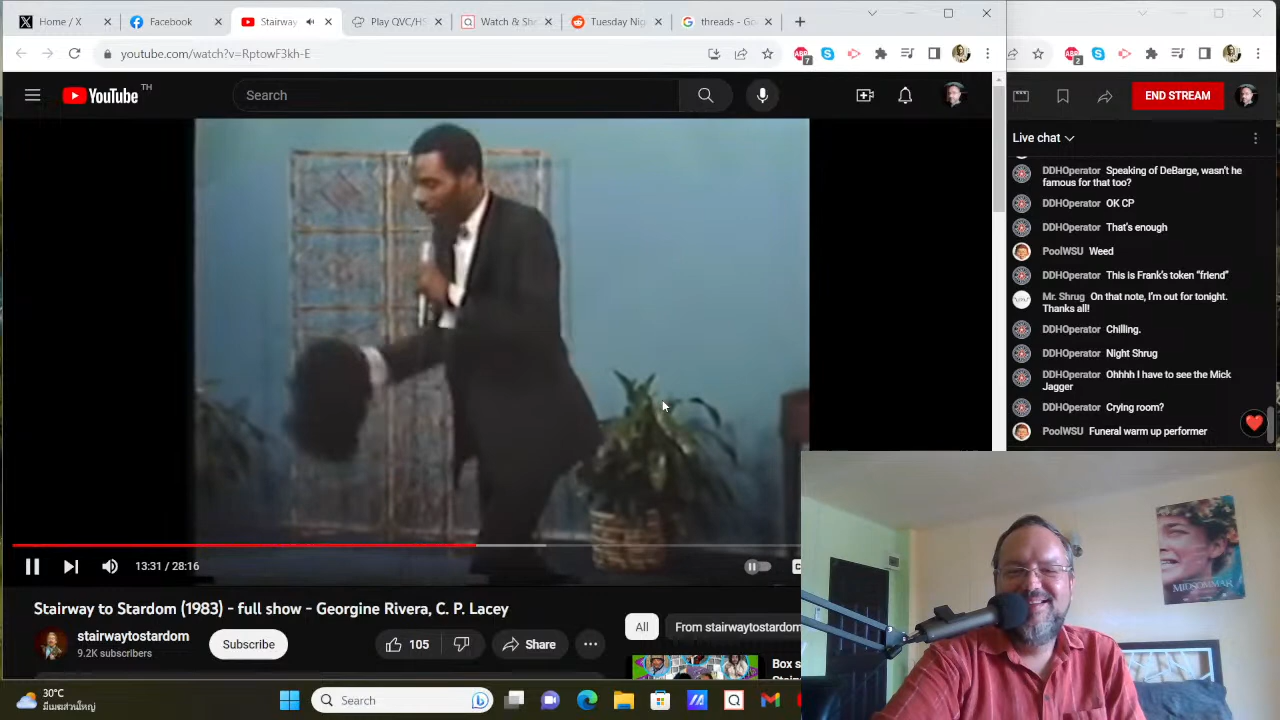 Home / X
Facebook
Stairway
Play QVC/HS
Watch & She
Tuesday Nig
threads - Go
youtube.com/watch?v=RptowF3kh-E
7
2
YouTube TH
Search
END STREAM
Live chat
DDHOperator Speaking of DeBarge, wasn't he
famous for that too?
DDHOperator OK CP
DDHOperator That's enough
PoolWSU Weed
DDHOperator This is Frank's token "friend"
Mr. Shrug On that note, I'm out for tonight.
Thanks all!
DDHOperator Chilling.
DDHOperator Night Shrug
DDHOperator Ohhhh I have to see the Mick
Jagger
DDHOperator Crying room?
PoolWSU Funeral warm up performer
13:31 / 28:16
Stairway to Stardom (1983) - full show - Georgine Rivera, C. P. Lacey
stairwaytostardom
9.2K subscribers
Subscribe
105
Share
All
From stairwaytostardom
Box s
MIDSOMMAR
30°C
Search